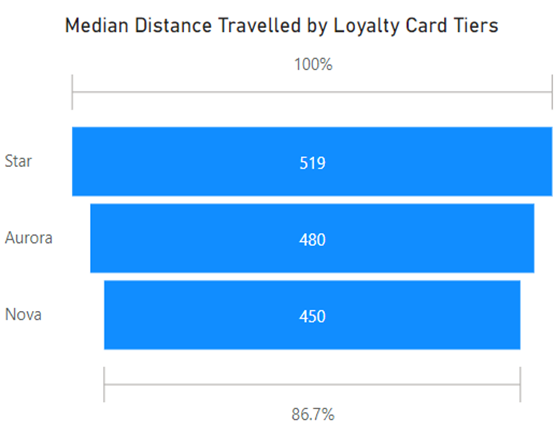 Median Distance Travelled by Loyalty Card Tiers
100%
Star
519
Aurora
480
Nova
450
86.7%